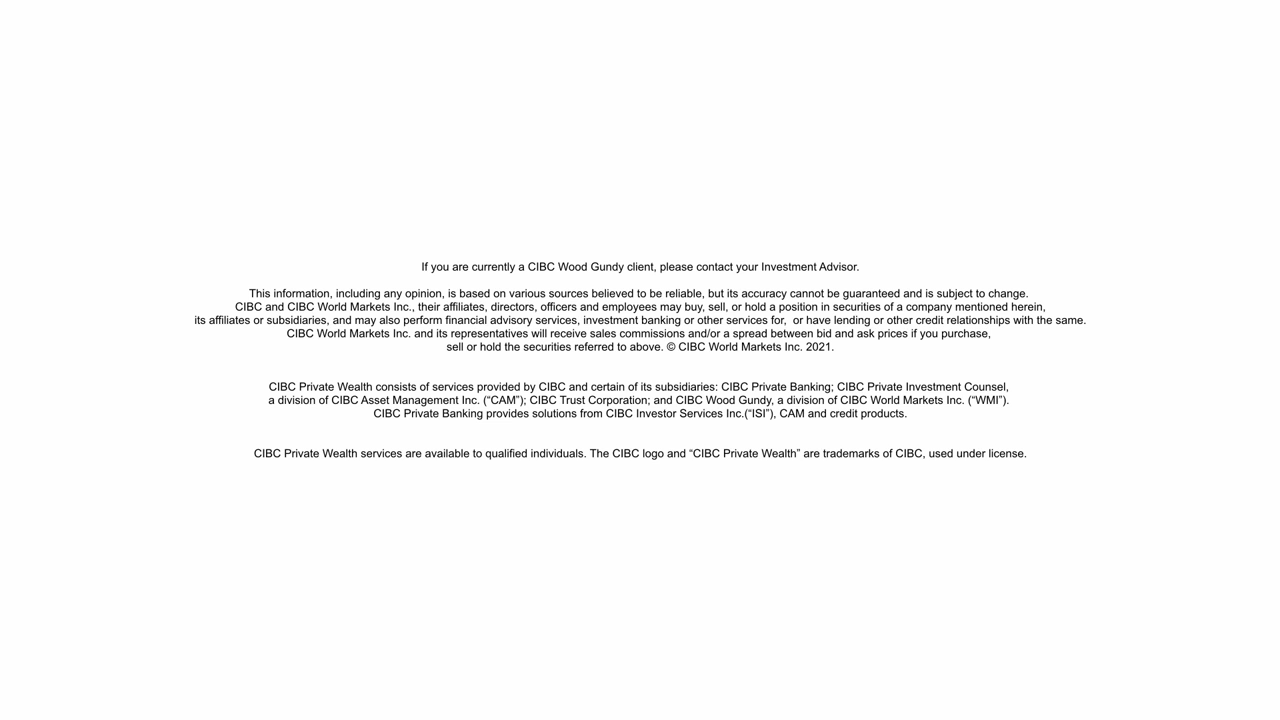 If you are currently a CIBC Wood Gundy client, please contact your Investment Advisor.
This information, including any opinion, is based on various sources believed to be reliable, but its accuracy cannot be guaranteed and is subject to change.
CIBC and CIBC World Markets Inc., their affiliates, directors, officers and employees may buy, sell, or hold a position in securities of a company mentioned herein,
its affiliates or subsidiaries, and may also perform financial advisory services, investment banking or other services for,  or have lending or other credit relationships with the same.
CIBC World Markets Inc. and its representatives will receive sales commissions and/or a spread between bid and ask prices if you purchase,
sell or hold the securities referred to above. © CIBC World Markets Inc. 2021.
CIBC Private Wealth consists of services provided by CIBC and certain of its subsidiaries: CIBC Private Banking; CIBC Private Investment Counsel,
a division of CIBC Asset Management Inc. (“CAM”); CIBC Trust Corporation; and CIBC Wood Gundy, a division of CIBC World Markets Inc. (“WMI”).
CIBC Private Banking provides solutions from CIBC Investor Services Inc.(“ISI”), CAM and credit products.
CIBC Private Wealth services are available to qualified individuals. The CIBC logo and “CIBC Private Wealth” are trademarks of CIBC, used under license.